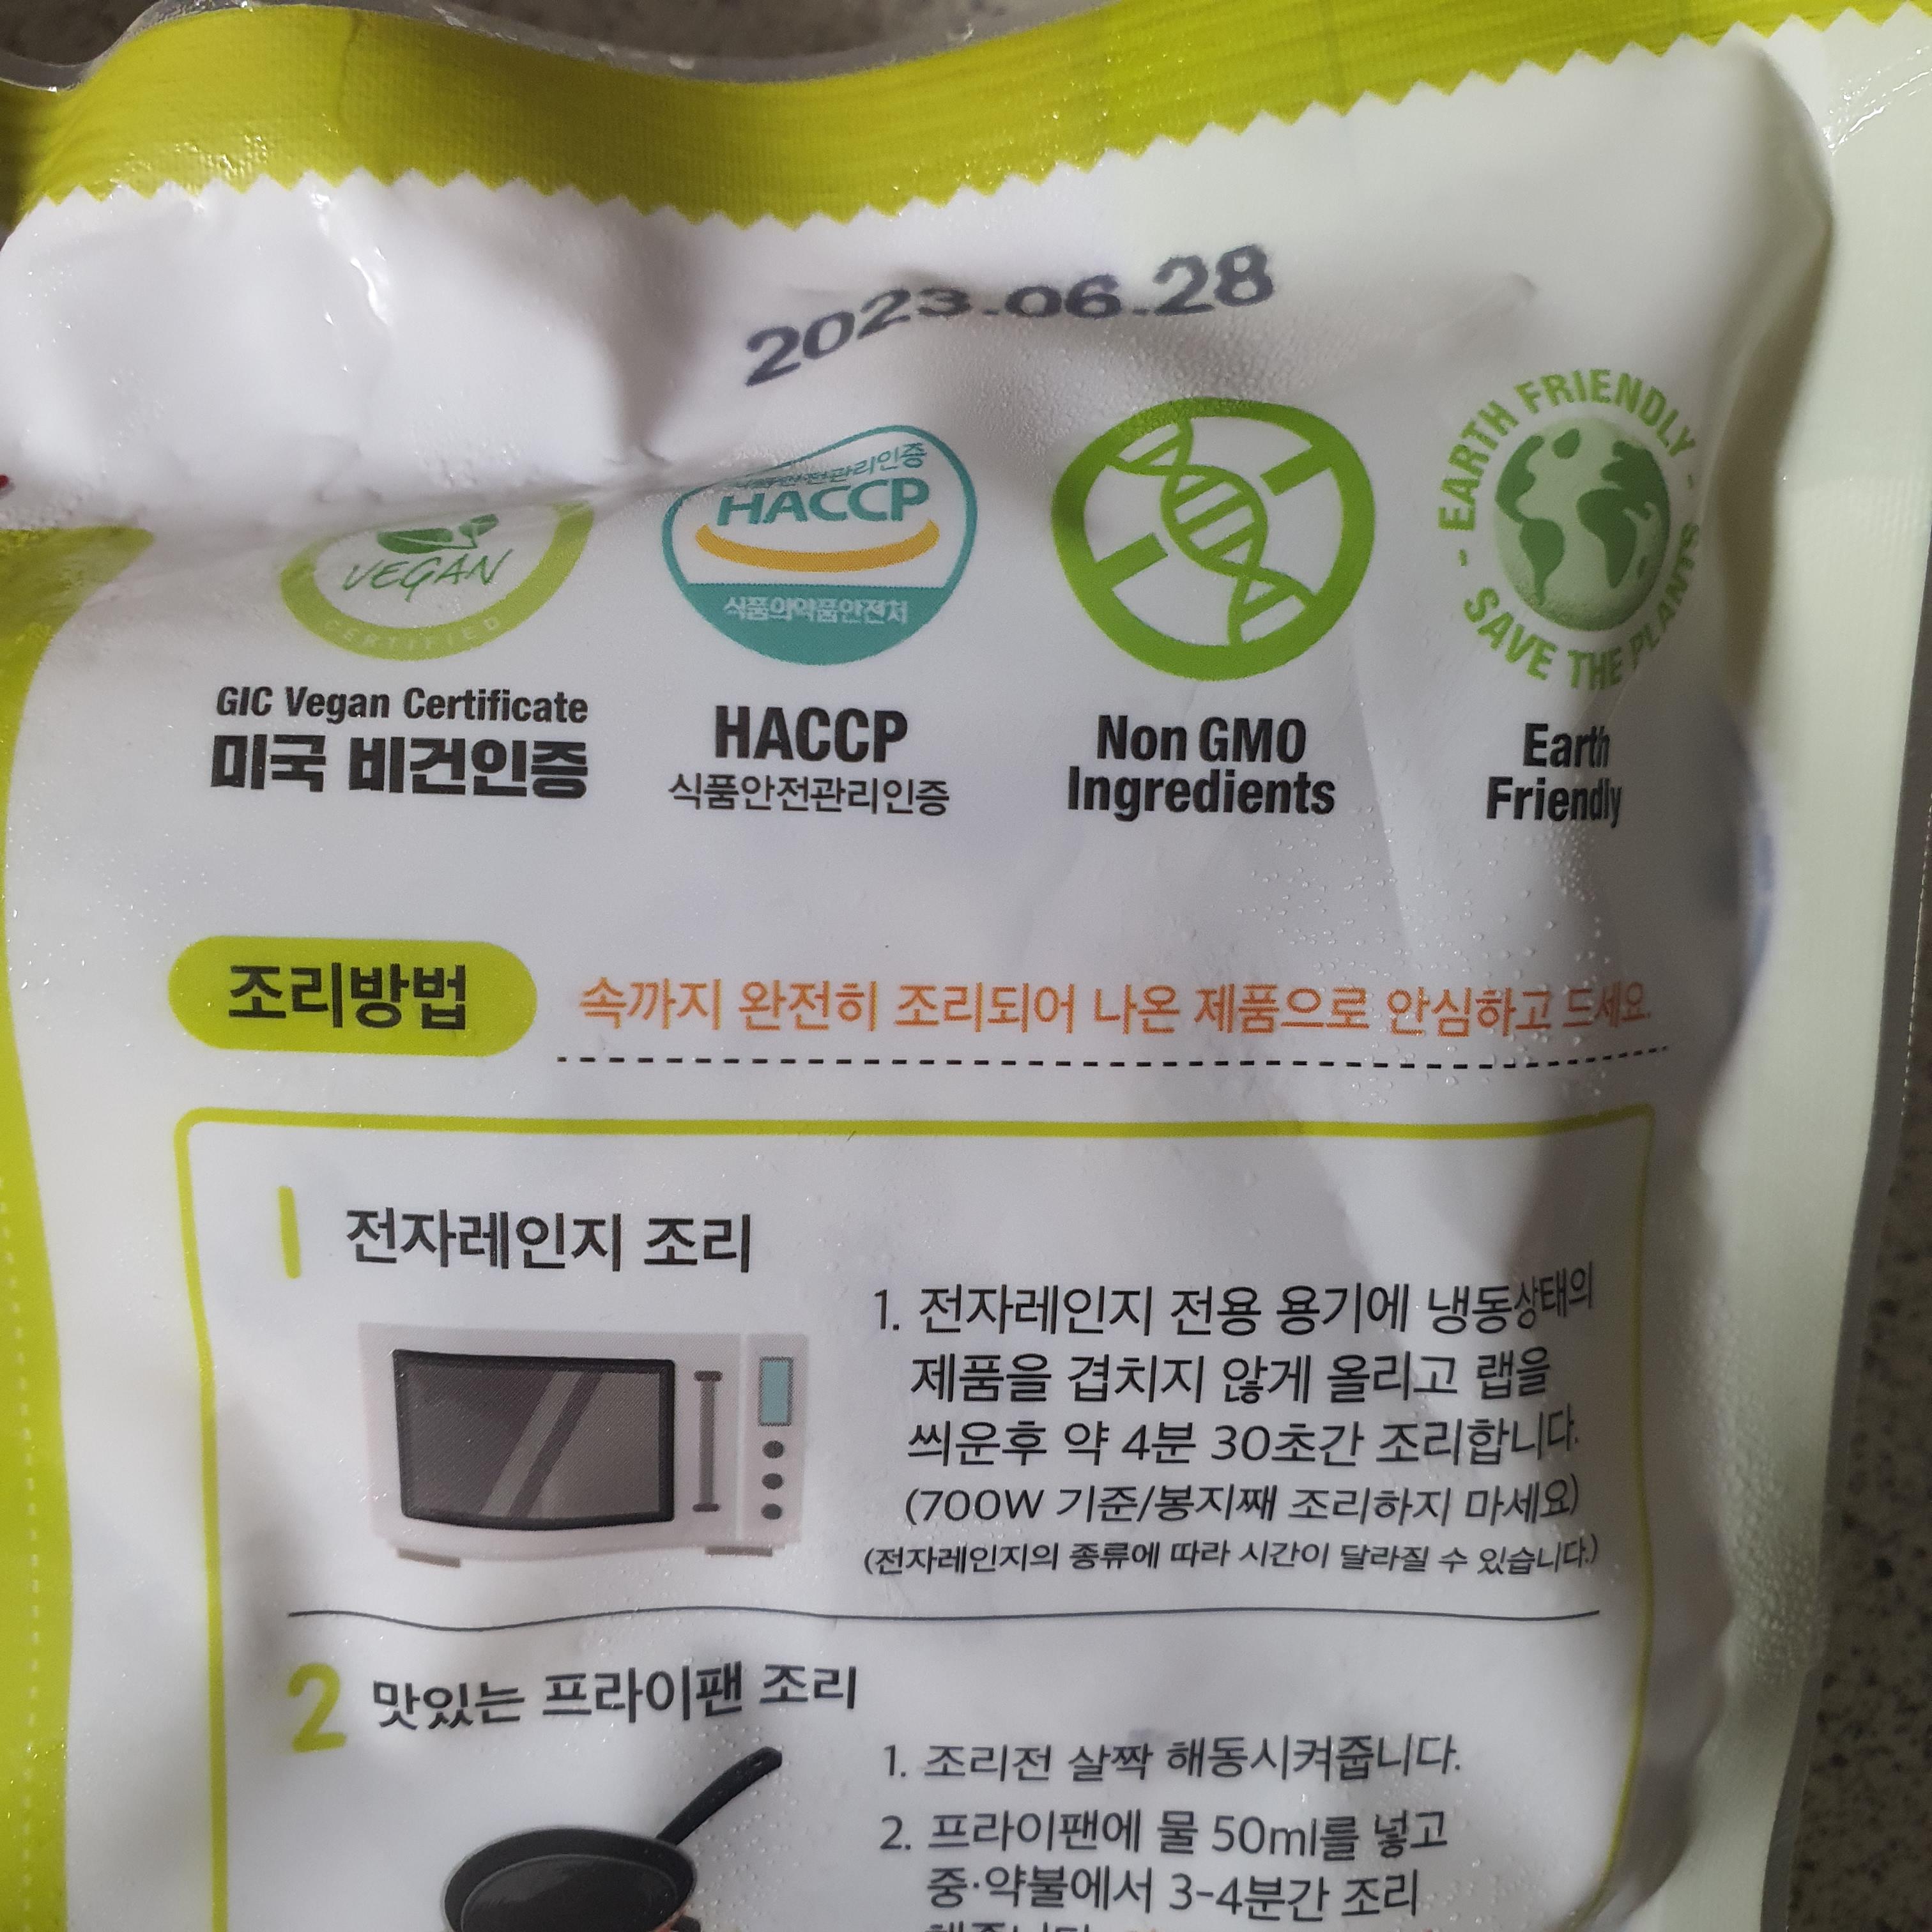 2023.06.28
VEGAN
CERTIFIED
GIC Vegan Certificate
미국 비건인증
안전관리인증
HACCP
식품의약품안전처
HACCP
식품안전관리인증
Non GMO
Ingredients
- EARTH FRIENDLY -
SAVE THE PLANTS
Earth
Friendly
조리방법
속까지 완전히 조리되어 나온 제품으로 안심하고 드세요.
1 전자레인지 조리
1. 전자레인지 전용 용기에 냉동상태의
제품을 겹치지 않게 올리고 랩을
씌운후 약 4분 30초간 조리합니다.
(700W 기준/봉지째 조리하지 마세요)
(전자레인지의 종류에 따라 시간이 달라질 수 있습니다.)
2 맛있는 프라이팬 조리
1. 조리전 살짝 해동시켜줍니다.
2. 프라이팬에 물 50ml를 넣고
중·약불에서 3-4분간 조리